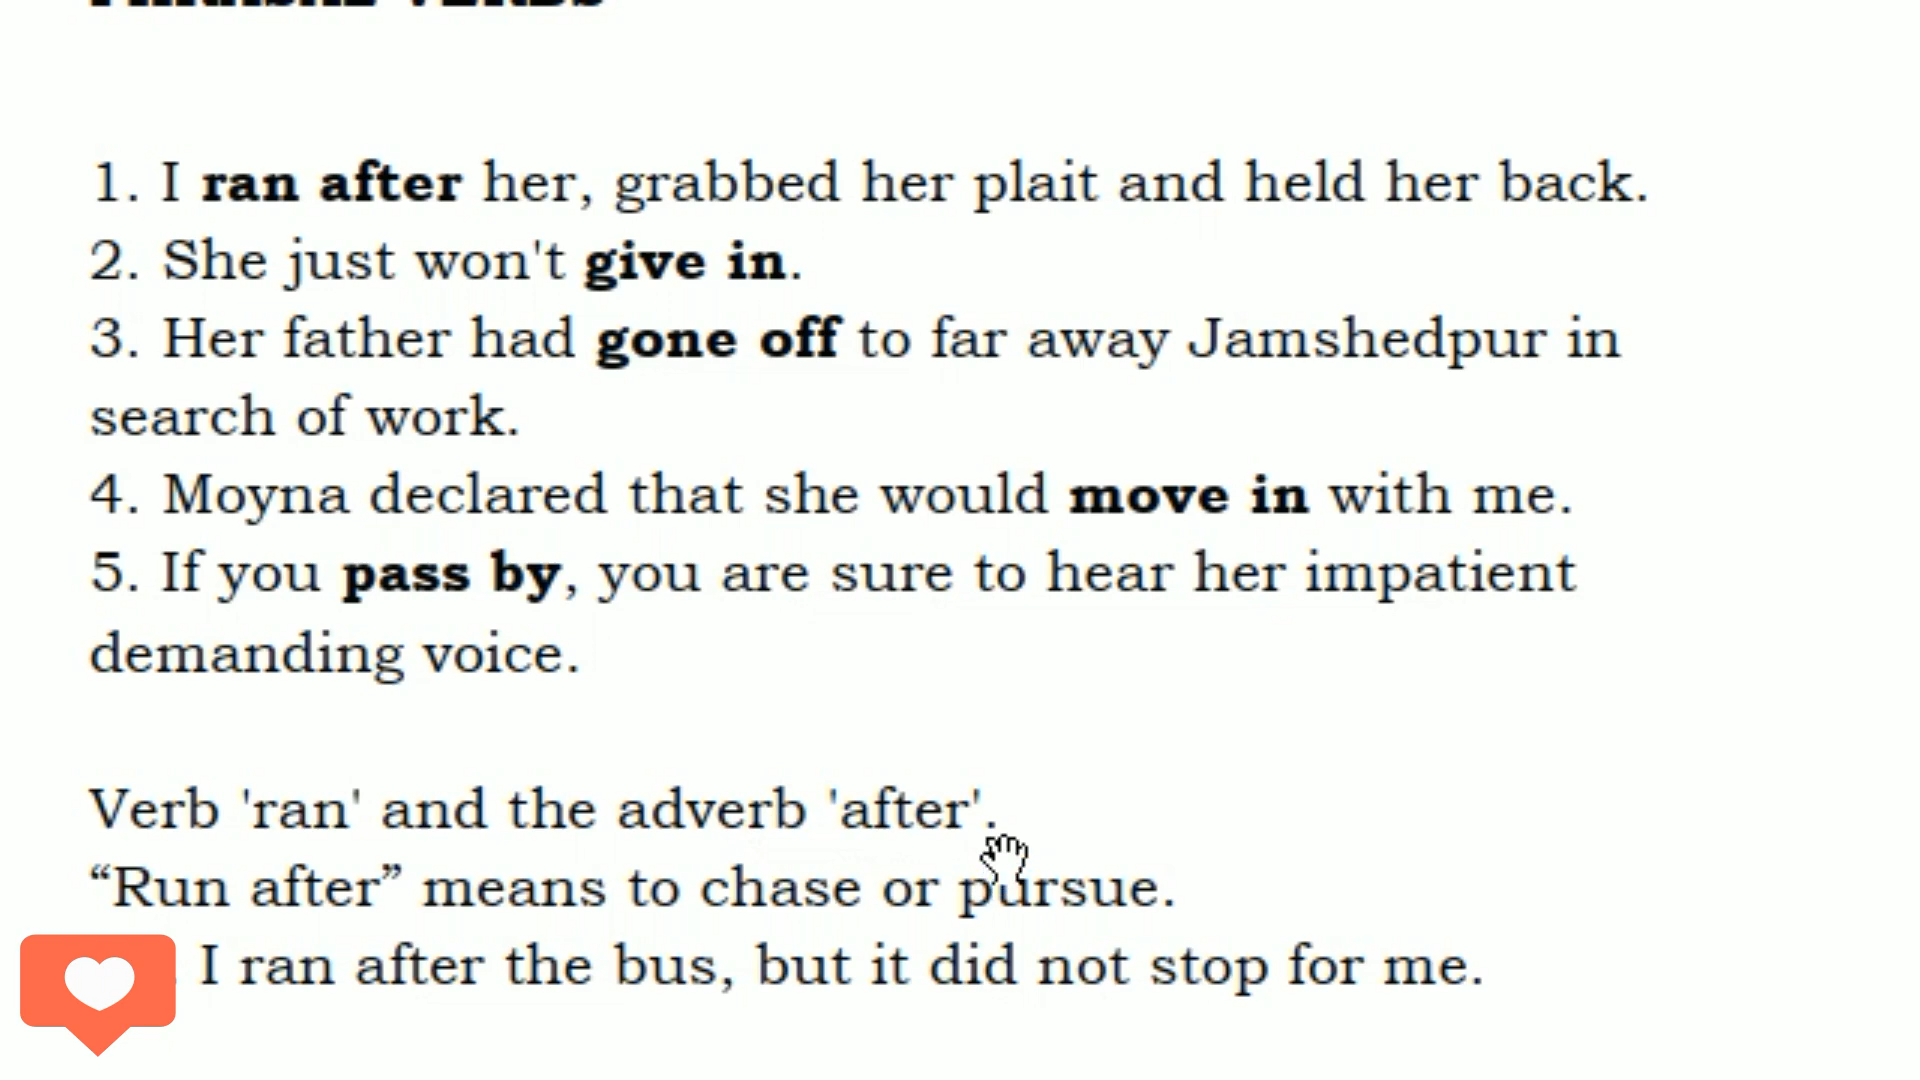 1. I ran after her, grabbed her plait and held her back.
2. She just won't give in.
3. Her father had gone off to far away Jamshedpur in
search of work.
4. Moyna declared that she would move in with me.
5. If you pass by, you are sure to hear her impatient
demanding voice.
Verb 'ran' and the adverb 'after'.
“Run after” means to chase or pursue.
I ran after the bus, but it did not stop for me.